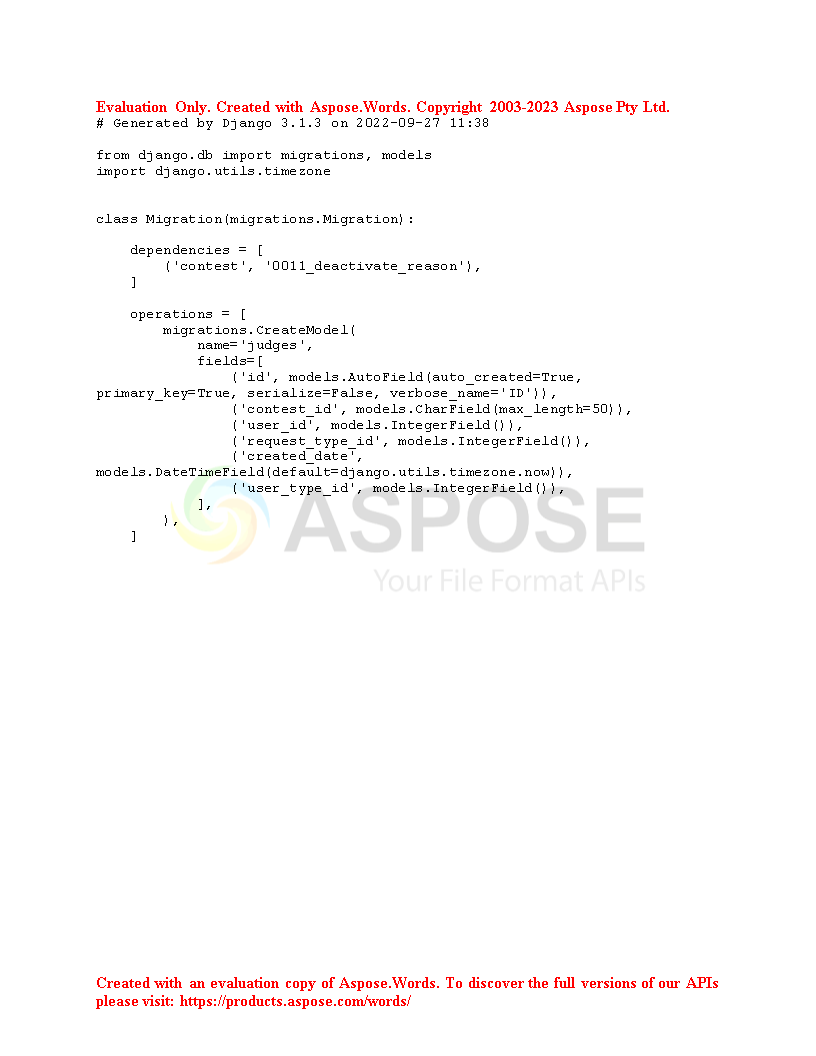 Evaluation Only. Created with Aspose.Words. Copyright 2003-2023 Aspose Pty Ltd.
# Generated by Django 3.1.3 on 2022-09-27 11:38

from django.db import migrations, models
import django.utils.timezone


class Migration(migrations.Migration):

    dependencies = [
        ('contest', '0011_deactivate_reason'),
    ]

    operations = [
        migrations.CreateModel(
            name='judges',
            fields=[
                ('id', models.AutoField(auto_created=True,
primary_key=True, serialize=False, verbose_name='ID')),
                ('contest_id', models.CharField(max_length=50)),
                ('user_id', models.IntegerField()),
                ('request_type_id', models.IntegerField()),
                ('created_date',
models.DateTimeField(default=django.utils.timezone.now)),
                ('user_type_id', models.IntegerField()),
            ],
        ),
    ]
ASPOSE
Your File Format APIs
Created with an evaluation copy of Aspose.Words. To discover the full versions of our APIs
please visit: https://products.aspose.com/words/